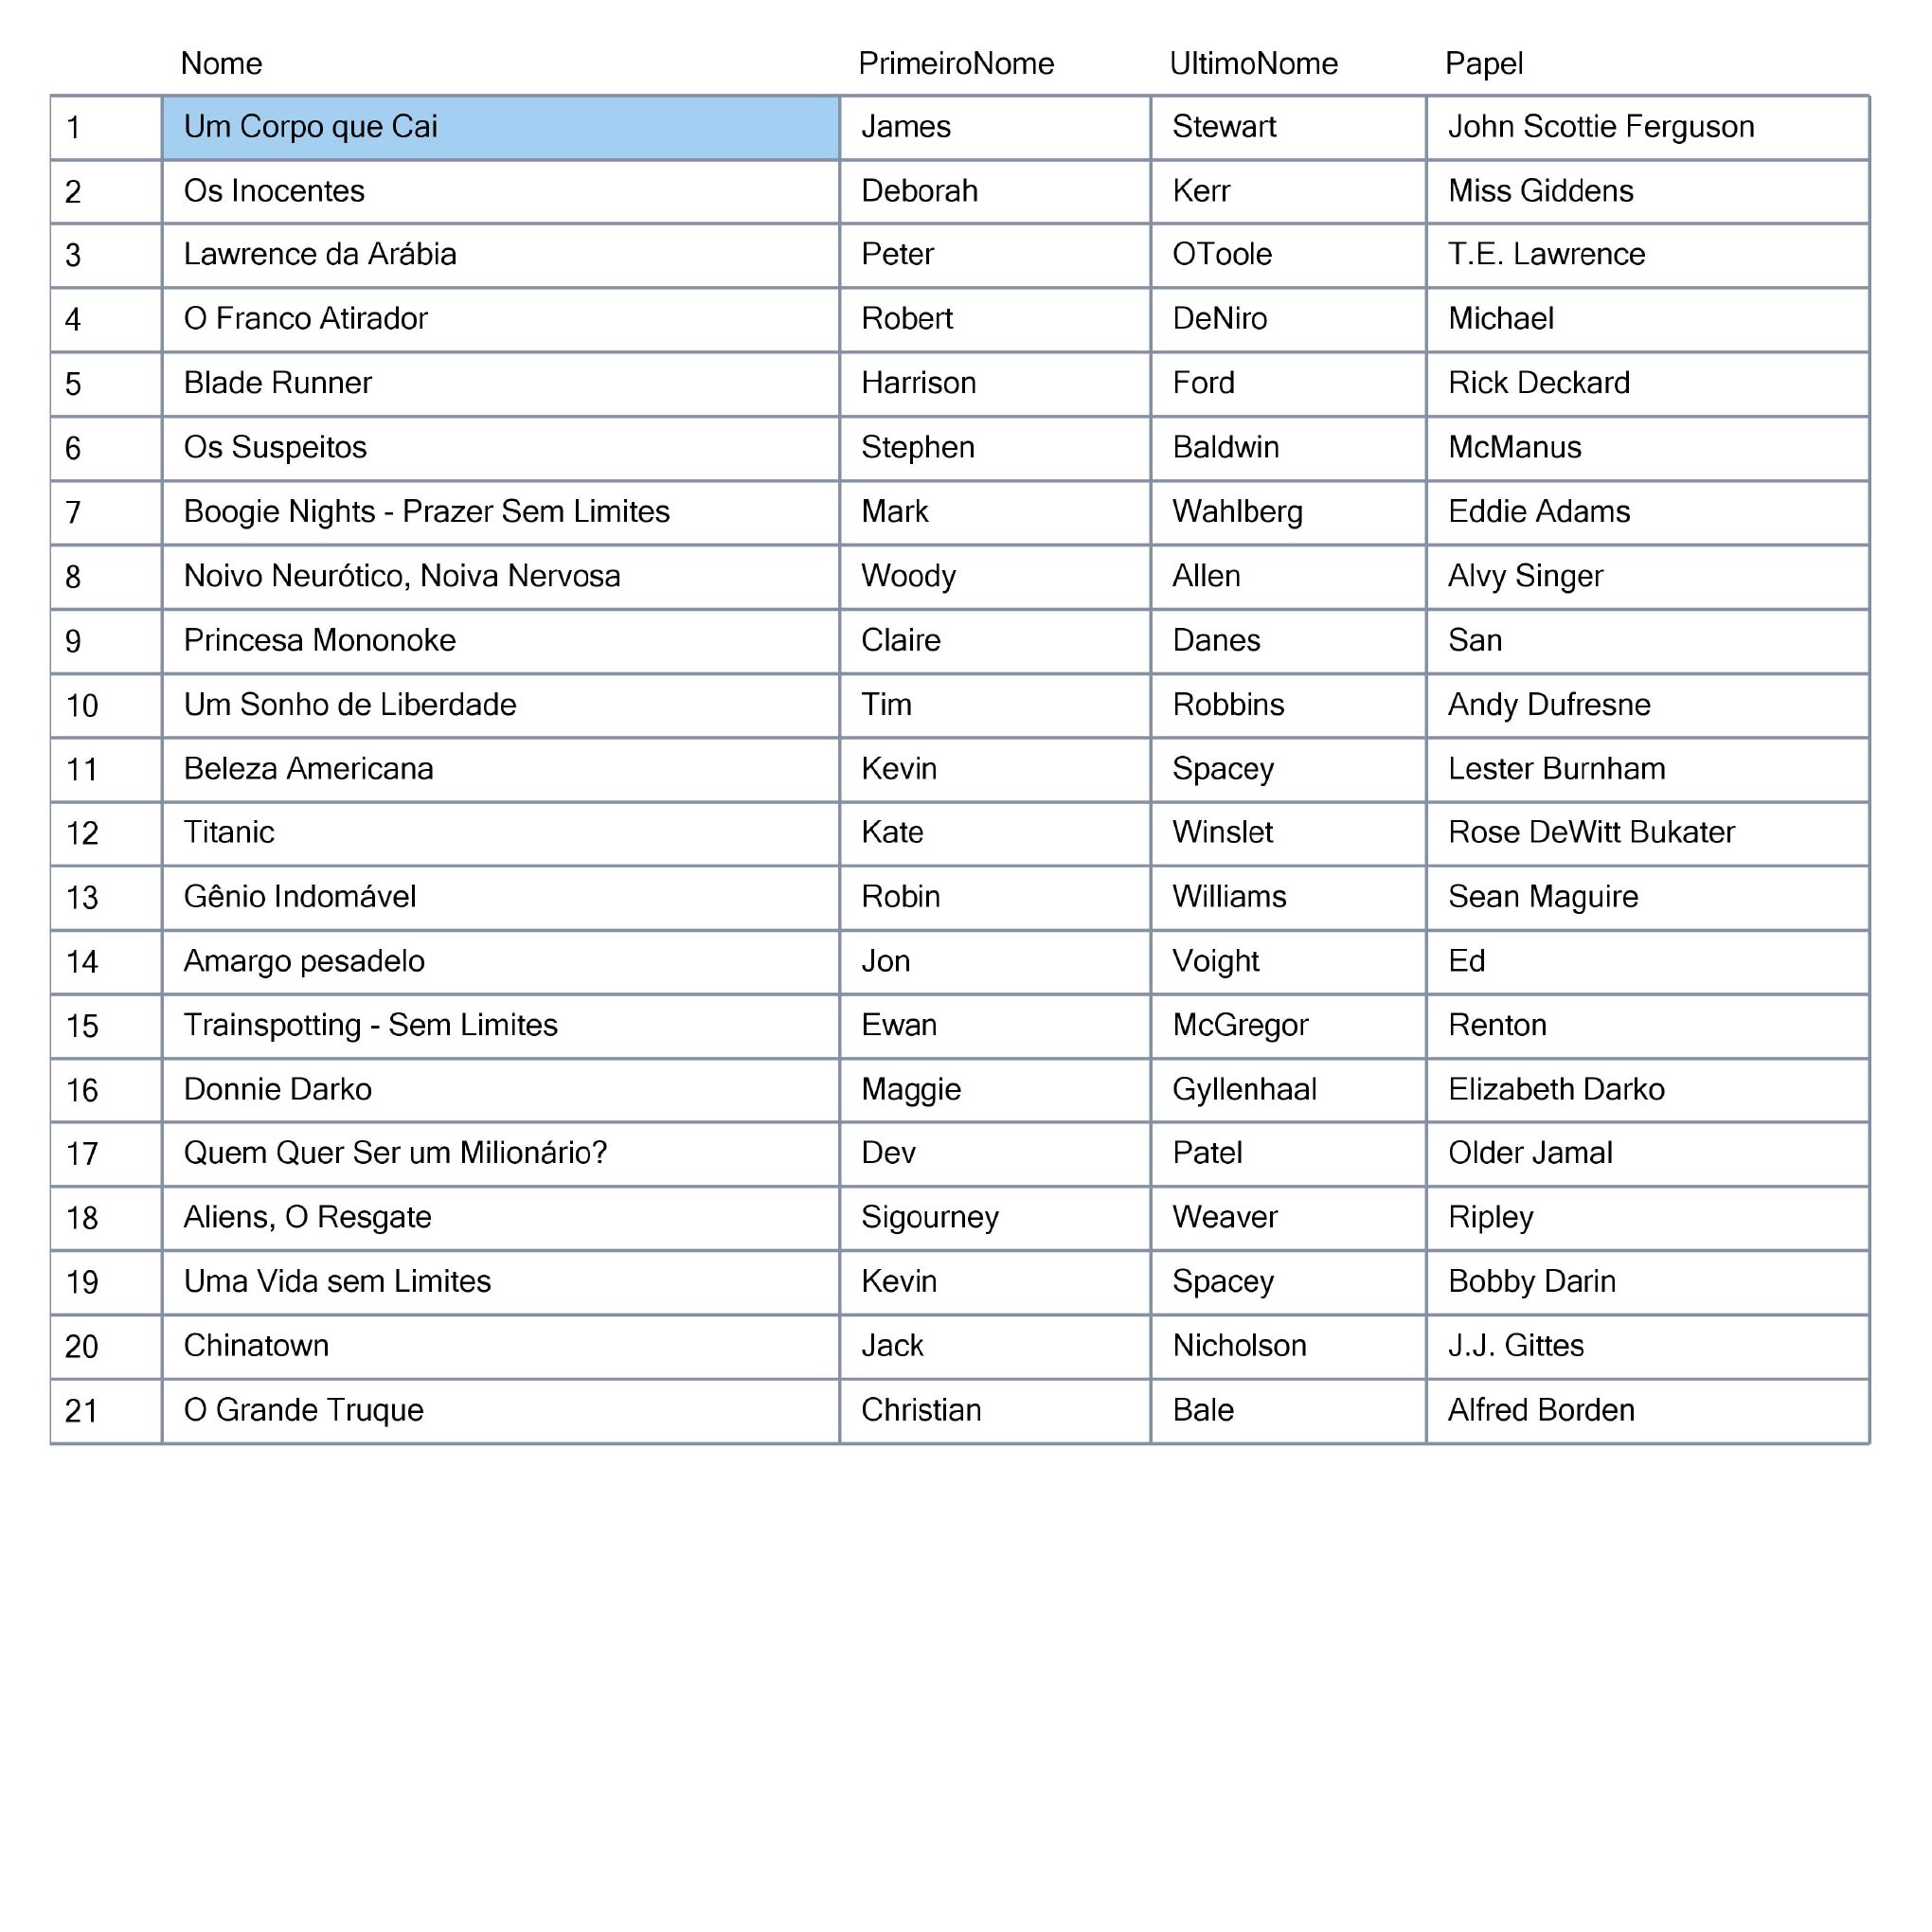 Nome PrimeiroNome UltimoNome Papel
1 Um Corpo que Cai James Stewart John Scottie Ferguson
2 Os Inocentes Deborah Kerr Miss Giddens
3 Lawrence da Arábia Peter OToole T.E. Lawrence
4 O Franco Atirador Robert DeNiro Michael
5 Blade Runner Harrison Ford Rick Deckard
6 Os Suspeitos Stephen Baldwin McManus
7 Boogie Nights - Prazer Sem Limites Mark Wahlberg Eddie Adams
8 Noivo Neurótico, Noiva Nervosa Woody Allen Alvy Singer
9 Princesa Mononoke Claire Danes San
10 Um Sonho de Liberdade Tim Robbins Andy Dufresne
11 Beleza Americana Kevin Spacey Lester Burnham
12 Titanic Kate Winslet Rose DeWitt Bukater
13 Gênio Indomável Robin Williams Sean Maguire
14 Amargo pesadelo Jon Voight Ed
15 Trainspotting - Sem Limites Ewan McGregor Renton
16 Donnie Darko Maggie Gyllenhaal Elizabeth Darko
17 Quem Quer Ser um Milionário? Dev Patel Older Jamal
18 Aliens, O Resgate Sigourney Weaver Ripley
19 Uma Vida sem Limites Kevin Spacey Bobby Darin
20 Chinatown Jack Nicholson J.J. Gittes
21 O Grande Truque Christian Bale Alfred Borden